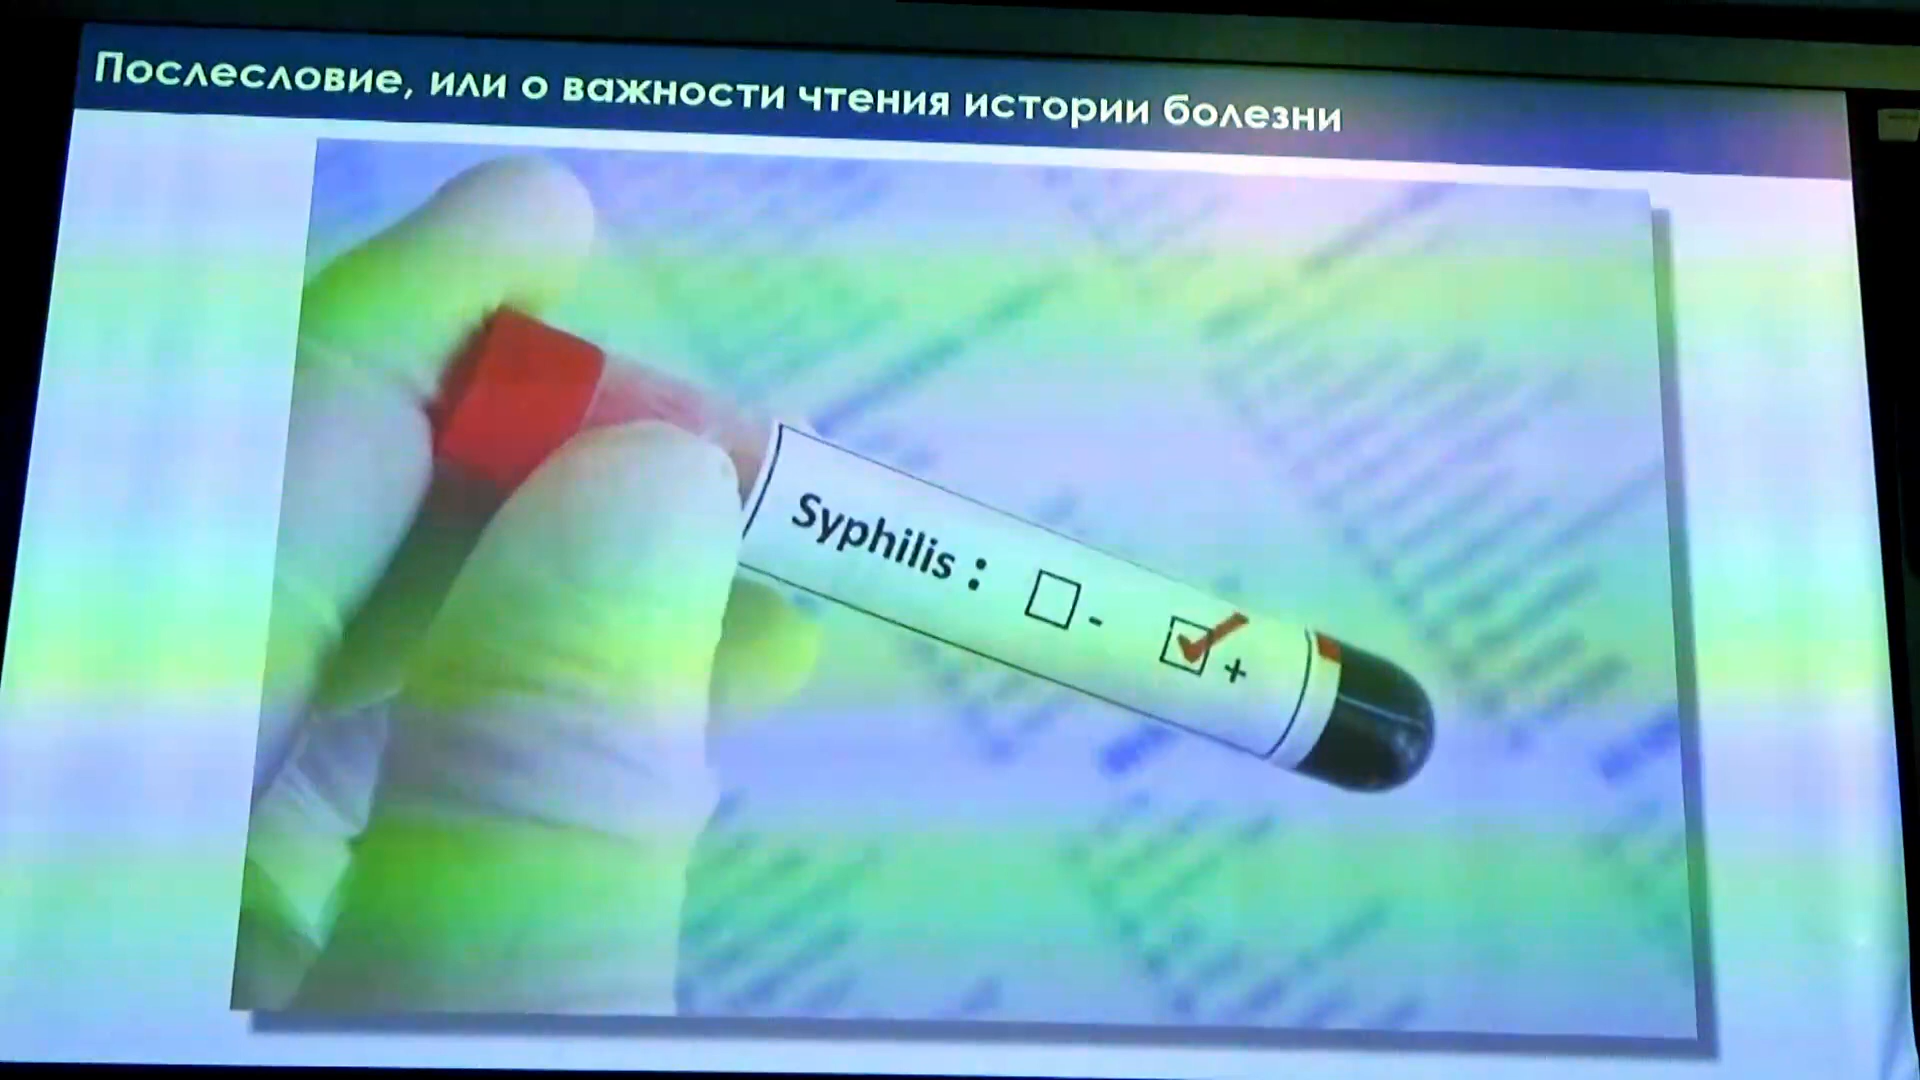 Послесловие, или о важности чтения истории болезни
Syphilis : □ - ☑ +